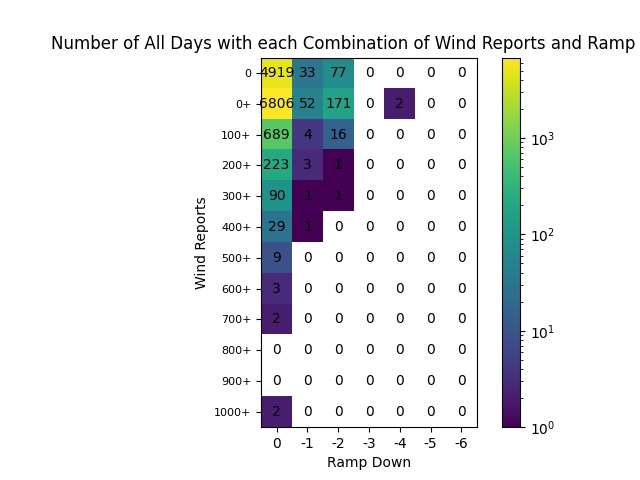 Number of All Days with each Combination of Wind Reports and Ramp
0 4919 33 77 0 0 0 0
0+ 6806 52 171 0 2 0 0
100+ 689 4 16 0 0 0 0
200+ 223 3 1 0 0 0 0
300+ 90 1 1 0 0 0 0
400+ 29 1 0 0 0 0 0
500+ 9 0 0 0 0 0 0
600+ 3 0 0 0 0 0 0
700+ 2 0 0 0 0 0 0
800+ 0 0 0 0 0 0 0
900+ 0 0 0 0 0 0 0
1000+ 2 0 0 0 0 0 0
0 -1 -2 -3 -4 -5 -6
Ramp Down
Wind Reports
10³
10²
10¹
10⁰